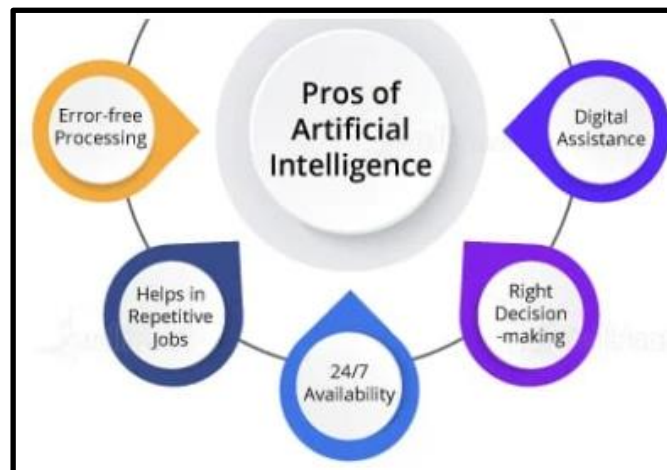 Pros of
Artificial
Intelligence
Error-free
Processing
Helps in
Repetitive
Jobs
24/7
Availability
Right
Decision
-making
Digital
Assistance